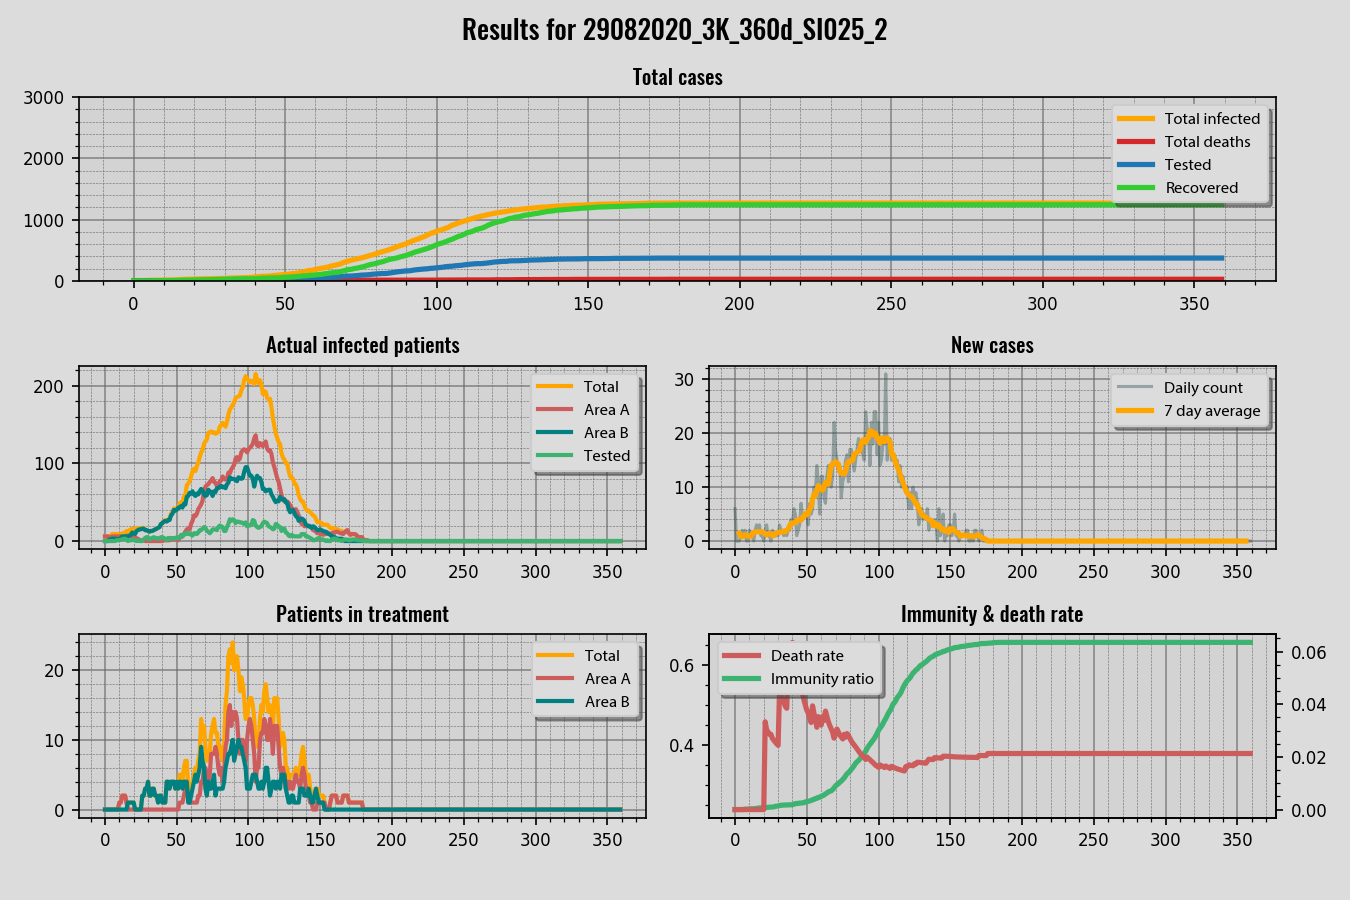 Results for 29082020_3K_360d_SI025_2
Total cases
3000
2000
1000
0
Total infected
Total deaths
Tested
Recovered
0 50 100 150 200 250 300 350
Actual infected patients
200
100
0
Total
Area A
Area B
Tested
0 50 100 150 200 250 300 350
New cases
30
20
10
0
Daily count
7 day average
0 50 100 150 200 250 300 350
Patients in treatment
20
10
0
Total
Area A
Area B
0 50 100 150 200 250 300 350
Immunity & death rate
0.6
0.4
Death rate
Immunity ratio
0.06
0.04
0.02
0.00
0 50 100 150 200 250 300 350